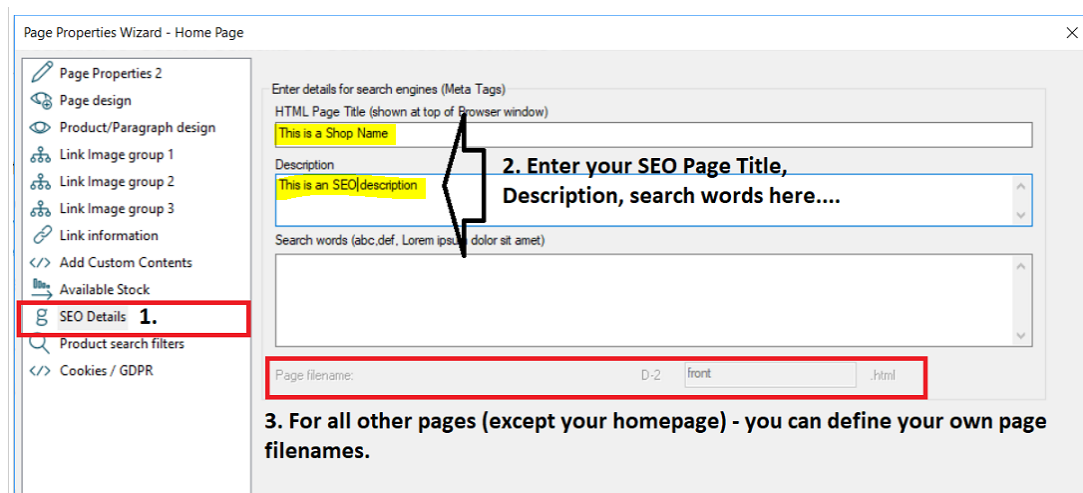 Page Properties Wizard - Home Page
Page Properties 2
Page design
Product/Paragraph design
Link Image group 1
Link Image group 2
Link Image group 3
Link information
Add Custom Contents
Available Stock
SEO Details 1.
Product search filters
Cookies / GDPR
Enter details for search engines (Meta Tags)
HTML Page Title (shown at top of Browser window)
This is a Shop Name
Description
This is an SEO description
2. Enter your SEO Page Title,
Description, search words here....
Search words (abc,def, Lorem ipsum dolor sit amet)
Page filename: D-2 front .html
3. For all other pages (except your homepage) - you can define your own page
filenames.